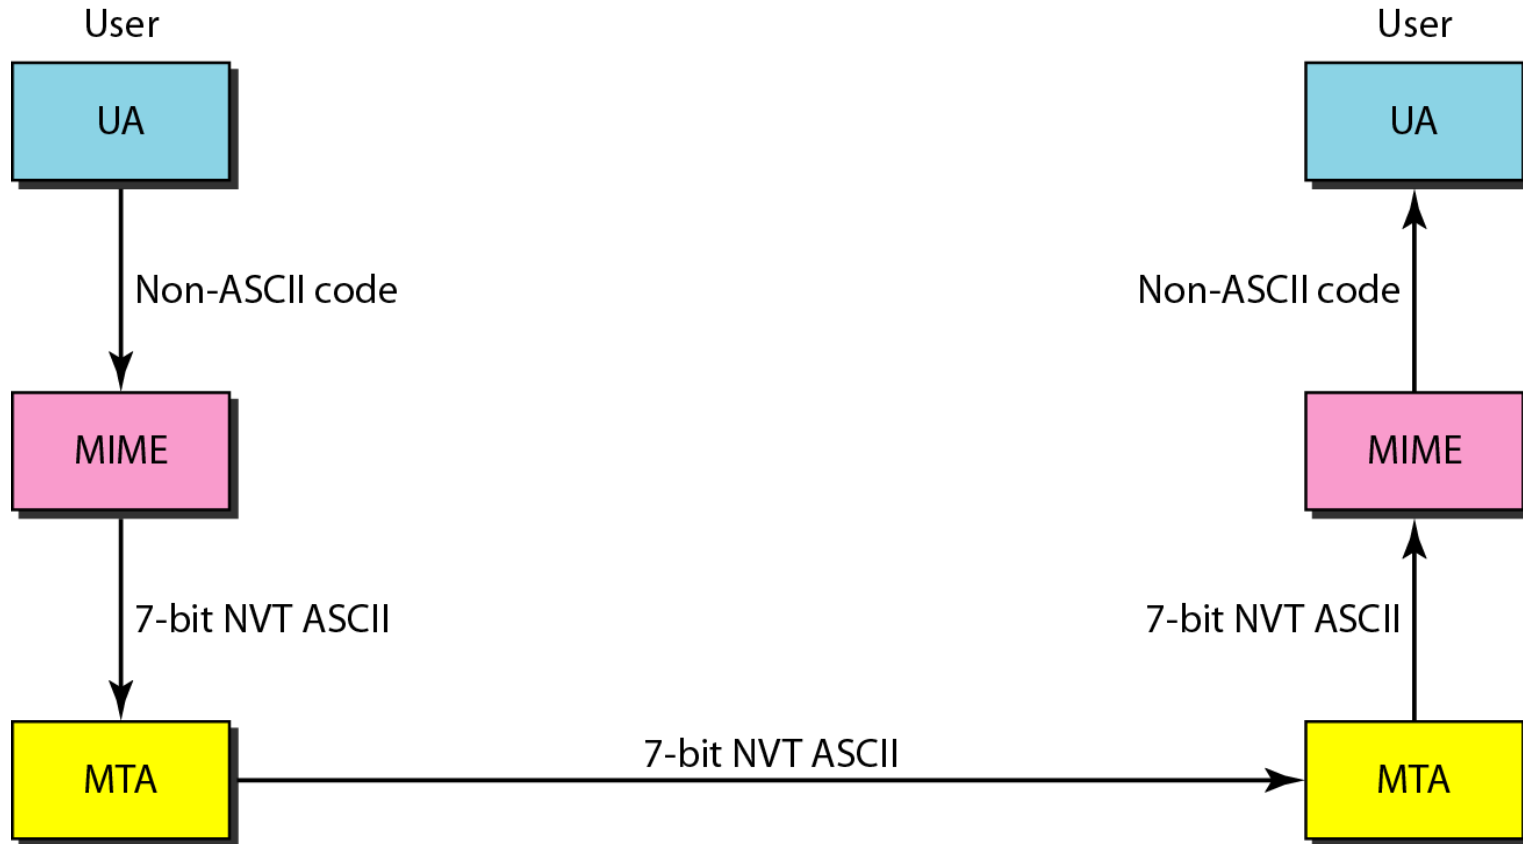 User
User
UA
UA
Non-ASCII code
Non-ASCII code
MIME
MIME
7-bit NVT ASCII
7-bit NVT ASCII
7-bit NVT ASCII
MTA
MTA